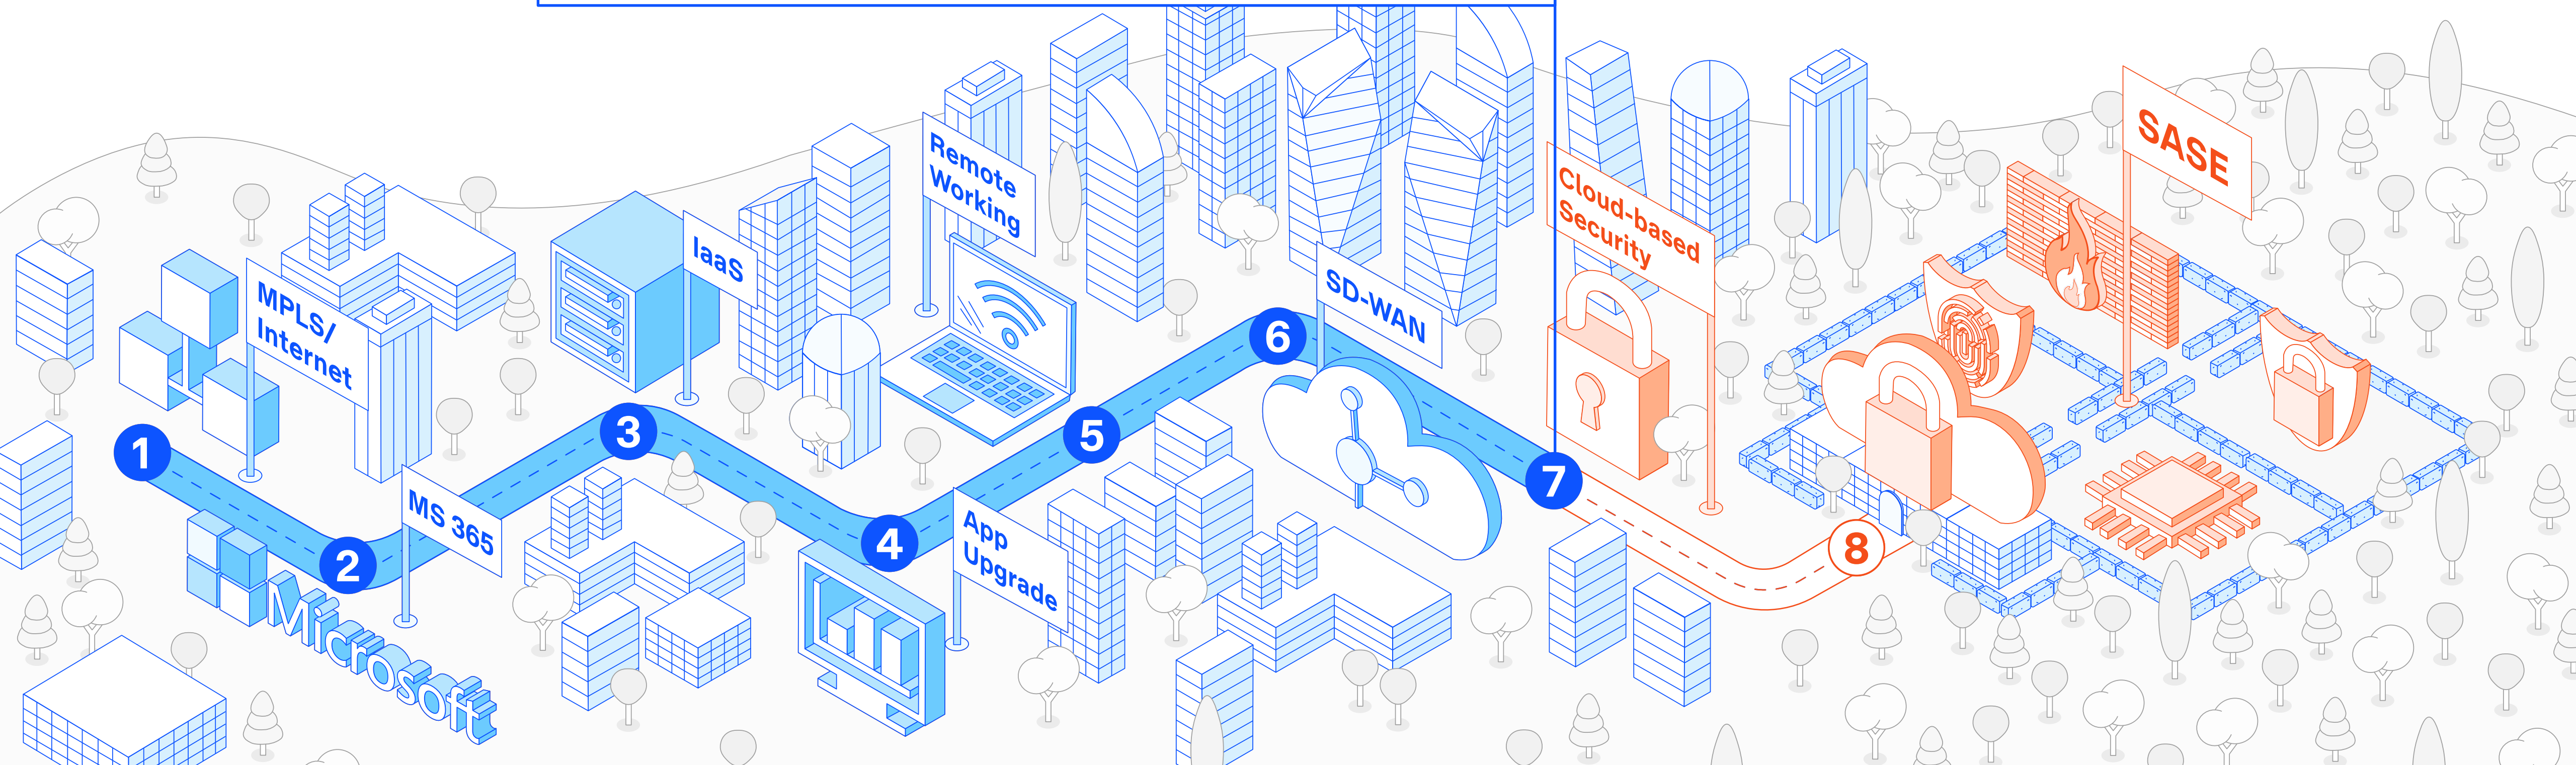 1
MPLS/
Internet
2
MS 365
Microsoft
3
IaaS
4
App
Upgrade
5
Remote
Working
6
SD-WAN
7
Cloud-based
Security
8
SASE